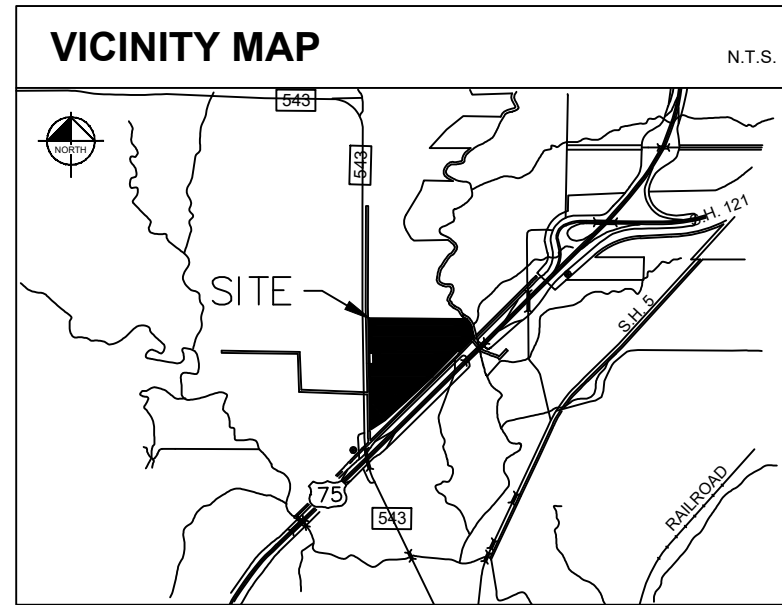 VICINITY MAP
N.T.S.
543
NORTH
543
S.H. 121
SITE
S.H. 5
75
543
RAILROAD